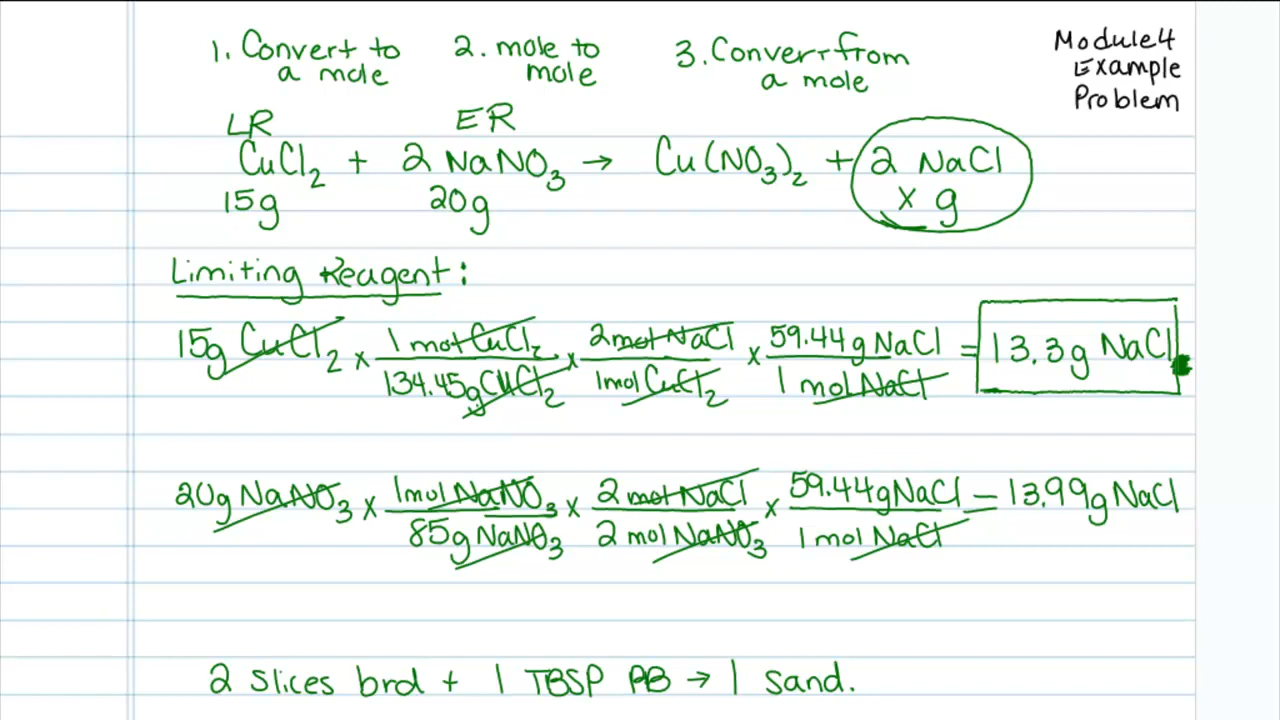 1. Convert to a mole
2. mole to mole
3. Convert from a mole
Module 4
Example
Problem
LR ER
CuCl₂ + 2 NaNO₃ → Cu(NO₃)₂ + 2 NaCl
15g 20g x g
Limiting Reagent:
15g CuCl₂ x 1 mol CuCl₂ / 134.45g CuCl₂ x 2 mol NaCl / 1 mol CuCl₂ x 59.44 g NaCl / 1 mol NaCl = 13.3g NaCl
20g NaNO₃ x 1 mol NaNO₃ / 85g NaNO₃ x 2 mol NaCl / 2 mol NaNO₃ x 59.44g NaCl / 1 mol NaCl = 13.99g NaCl
2 slices brd + 1 TBSP PB → 1 sand.